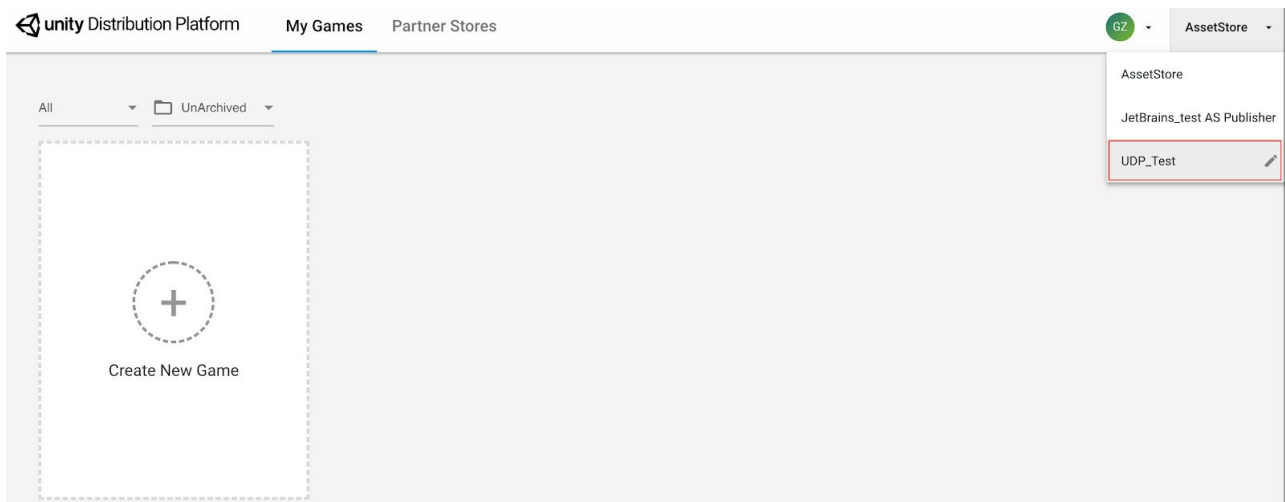 unity Distribution Platform My Games Partner Stores GZ AssetStore
AssetStore
All UnArchived
JetBrains_test AS Publisher
UDP_Test
Create New Game